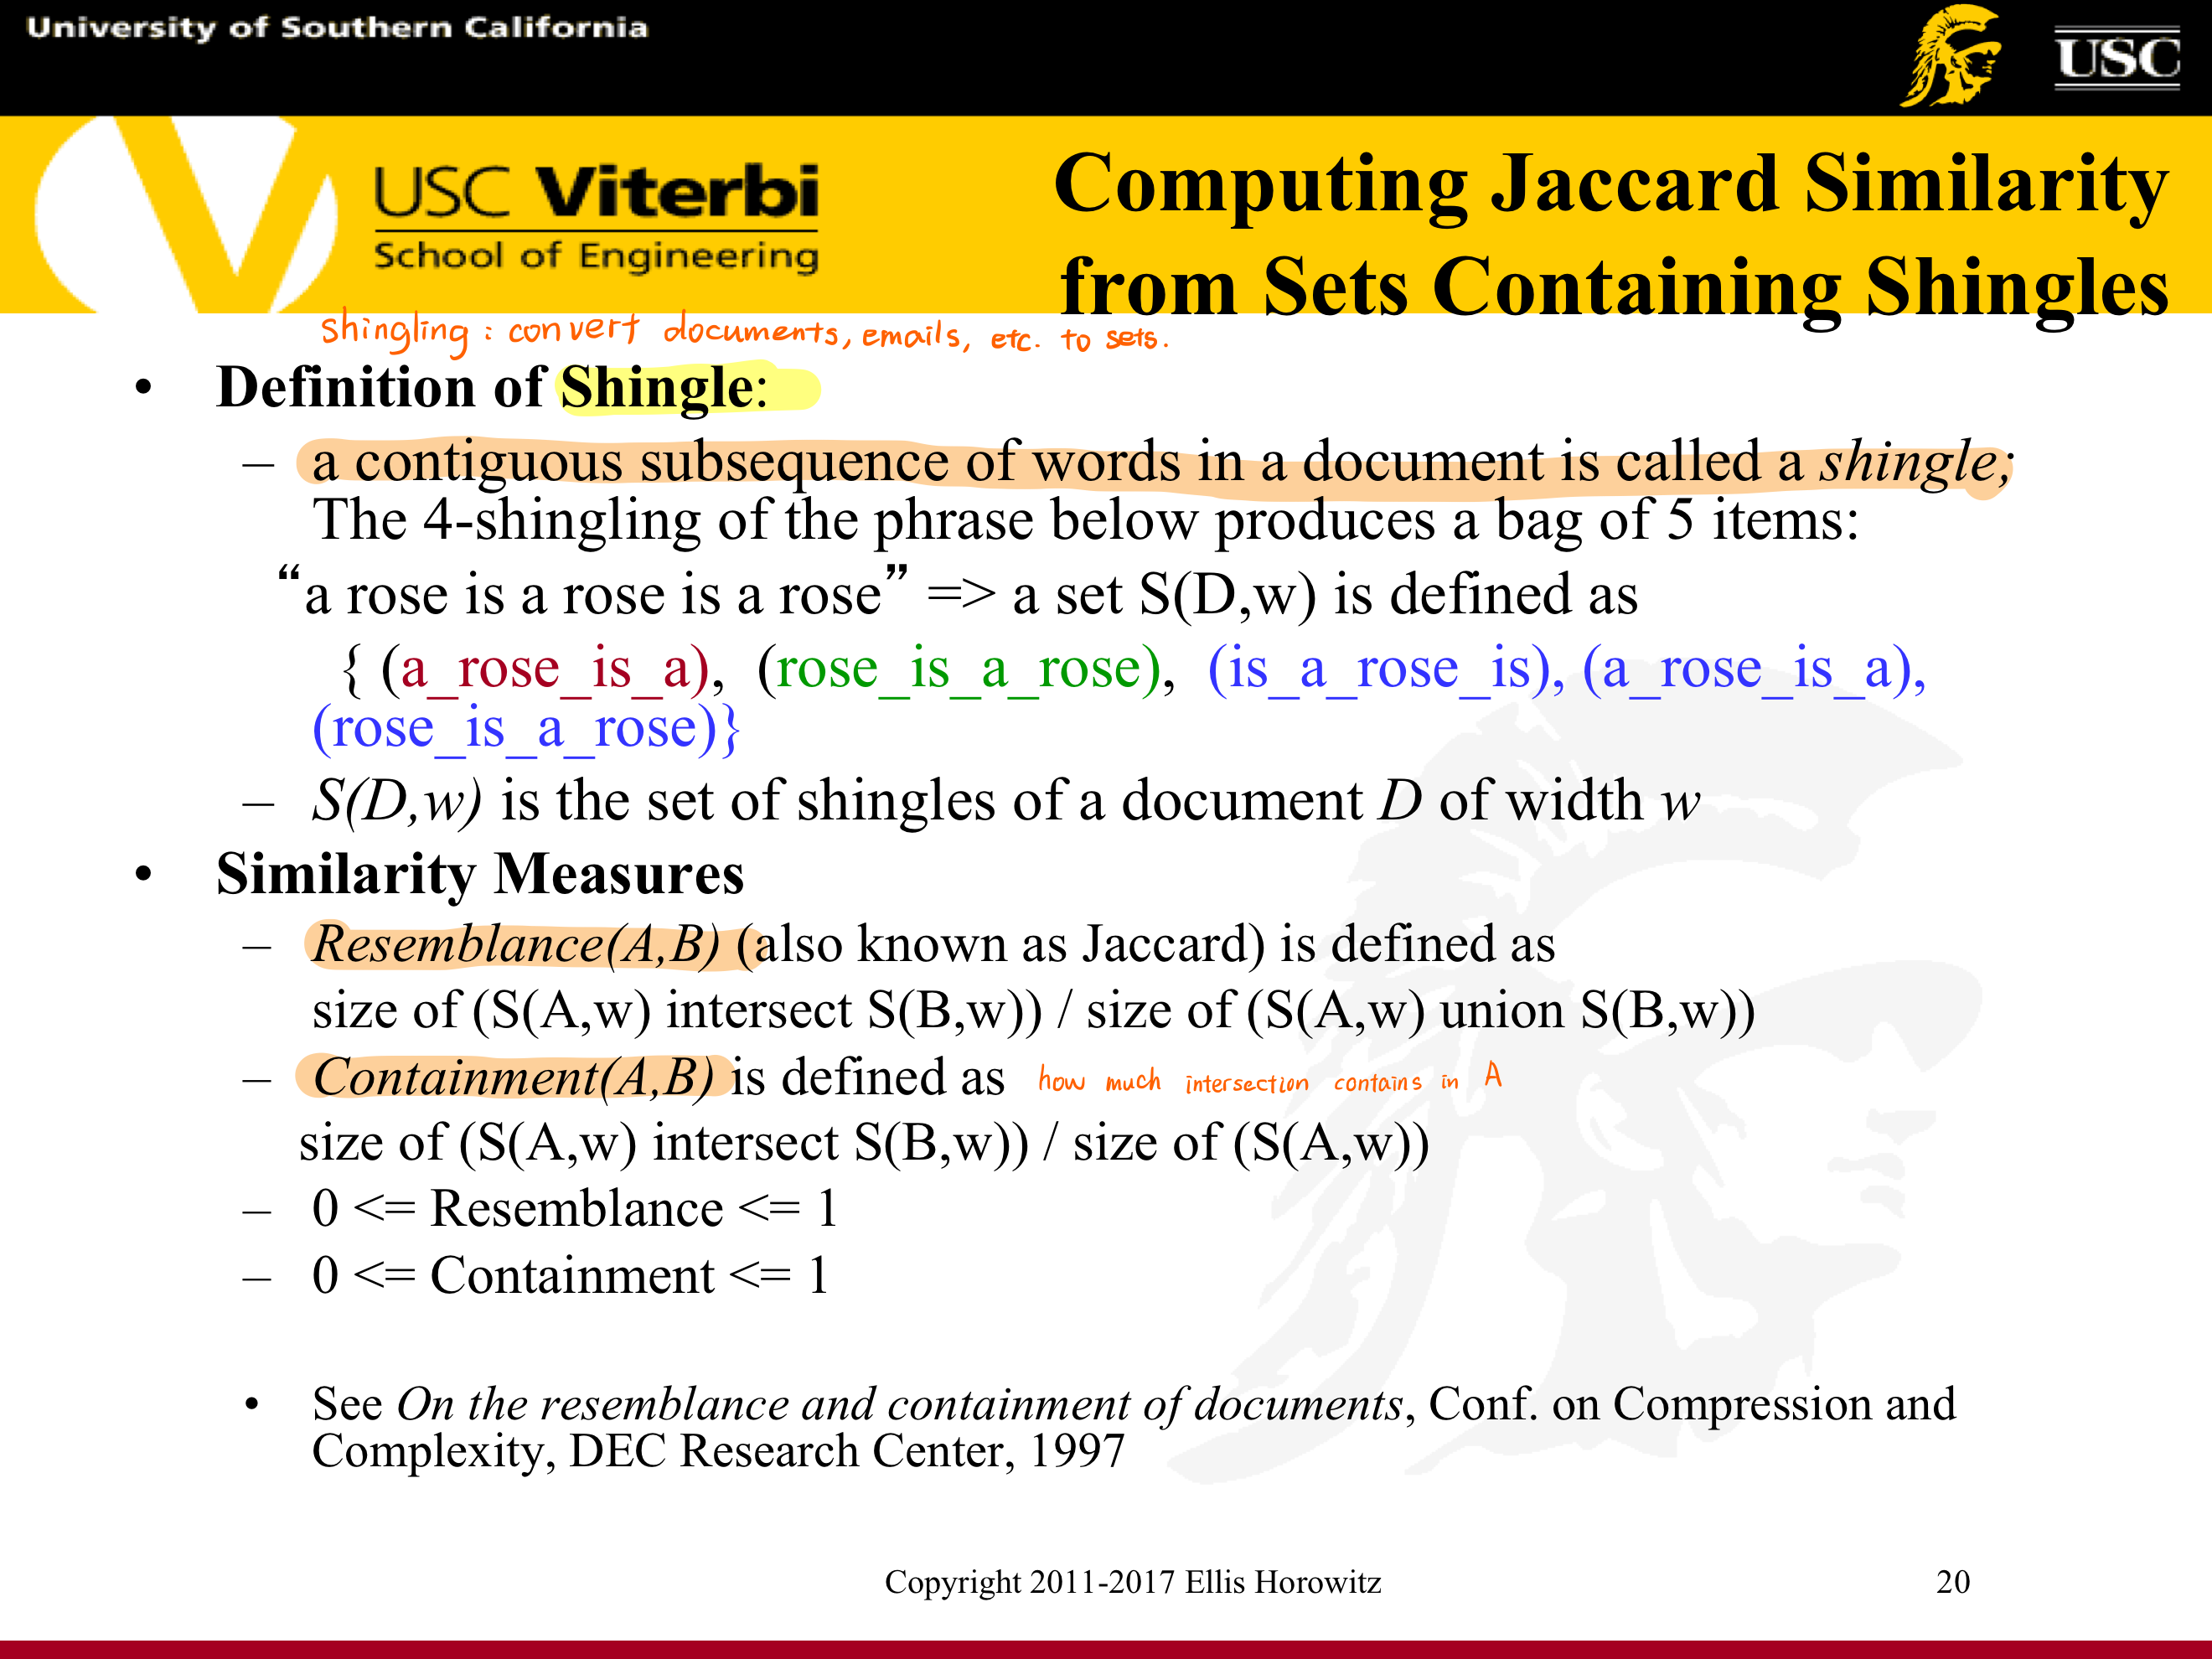 University of Southern California
USC
USC Viterbi
School of Engineering
Computing Jaccard Similarity
from Sets Containing Shingles
shingling : convert documents, emails, etc. to sets.
• Definition of Shingle:
– a contiguous subsequence of words in a document is called a shingle;
The 4-shingling of the phrase below produces a bag of 5 items:
“a rose is a rose is a rose” => a set S(D,w) is defined as
{ (a_rose_is_a), (rose_is_a_rose), (is_a_rose_is), (a_rose_is_a),
(rose_is_a_rose)}
– S(D,w) is the set of shingles of a document D of width w
• Similarity Measures
– Resemblance(A,B) (also known as Jaccard) is defined as
size of (S(A,w) intersect S(B,w)) / size of (S(A,w) union S(B,w))
– Containment(A,B) is defined as how much intersection contains in A
size of (S(A,w) intersect S(B,w)) / size of (S(A,w))
– 0 <= Resemblance <= 1
– 0 <= Containment <= 1
• See On the resemblance and containment of documents, Conf. on Compression and
Complexity, DEC Research Center, 1997
Copyright 2011-2017 Ellis Horowitz
20